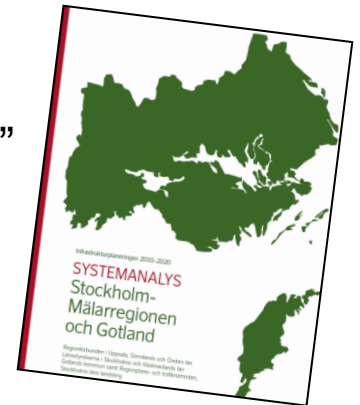 ”
Infrastrukturplaneringen 2010–2020
SYSTEMANALYS
Stockholm-
Mälarregionen
och Gotland
Regionförbunden i Uppsala, Sörmlands och Örebro län
Länsstyrelserna i Stockholms och Västmanlands län
Gotlands kommun samt Regionplane- och trafiknämnden,
Stockholms läns landsting